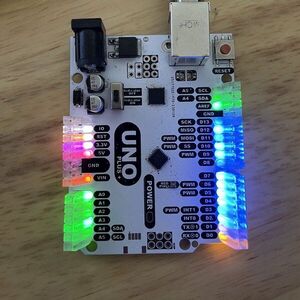 A5 SCL
A4 SDA
AREF
GND
RESET
IO
RST
3.3V
5V
GND
VIN
UNO
PLUS+
POWER
SCK D13
MISO D12
PWM MOSI D11
PWM SS D10
PWM D9
D8
D7
PWM D6
PWM D5
D4
PWM INT1 D3
INT0 D2
TX D1
RX D0
A0
A1
A2
A3
A4 SDA
A5 SCL